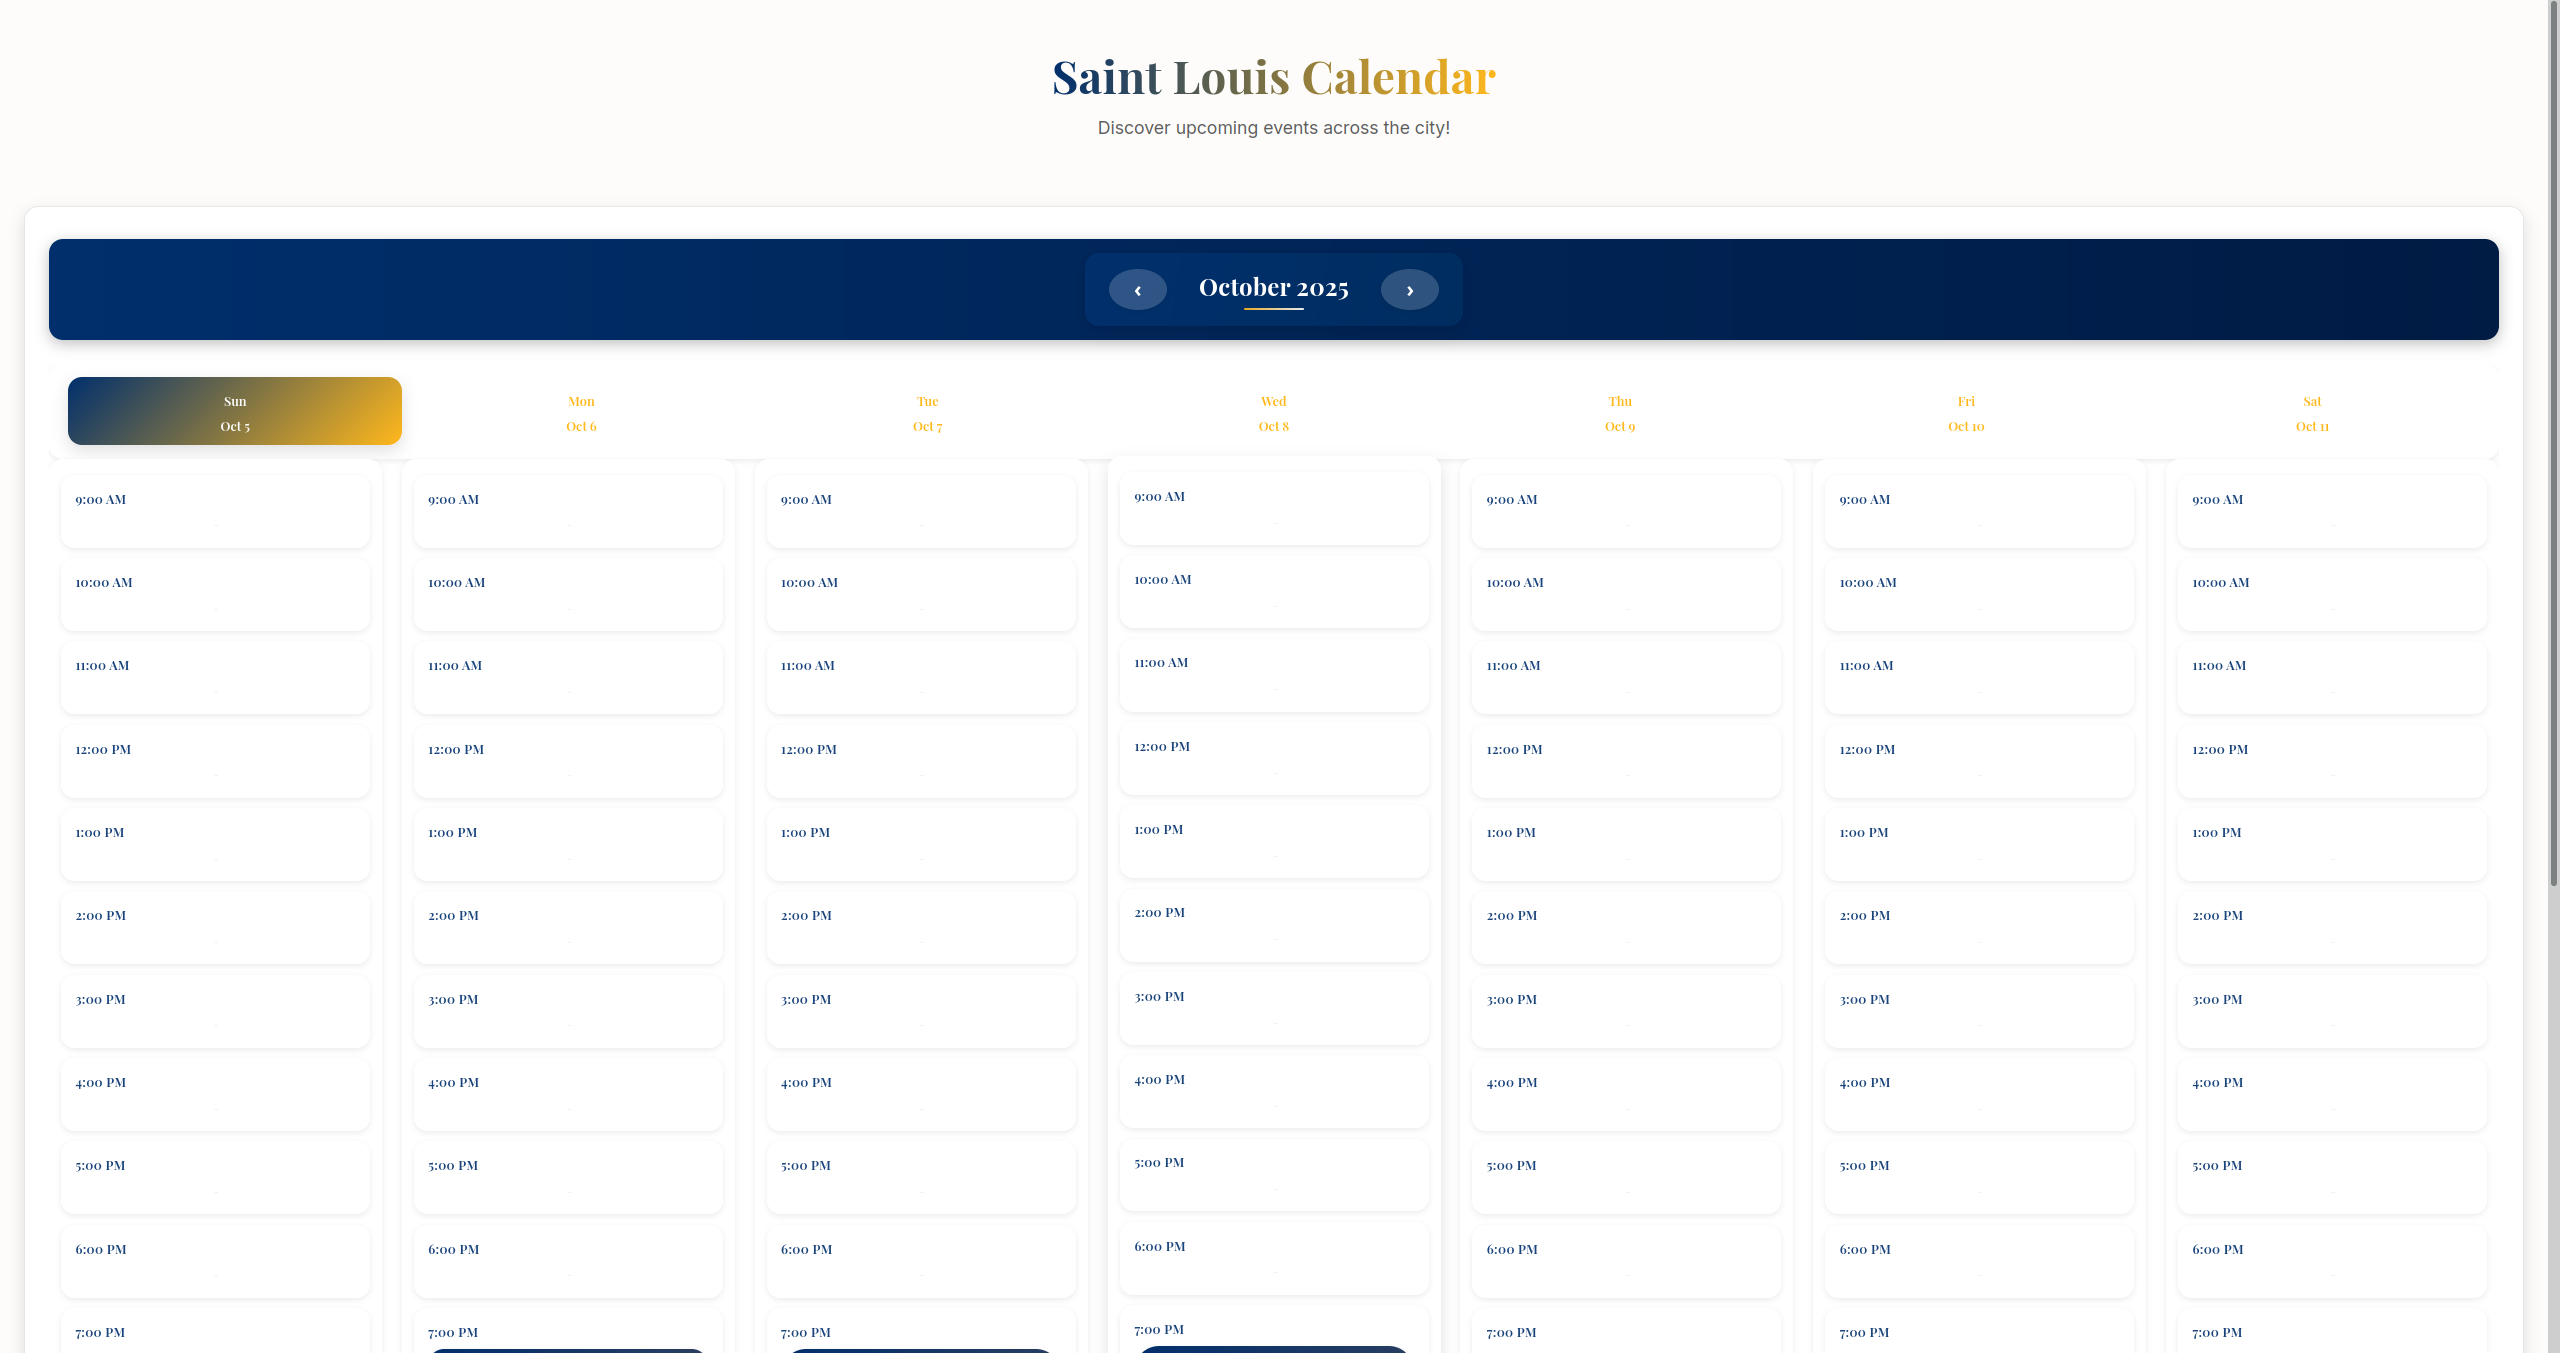 Saint Louis Calendar
Discover upcoming events across the city!
‹ October 2025 ›
Sun Mon Tue Wed Thu Fri Sat
Oct 5 Oct 6 Oct 7 Oct 8 Oct 9 Oct 10 Oct 11
9:00 AM 9:00 AM 9:00 AM 9:00 AM 9:00 AM 9:00 AM 9:00 AM
10:00 AM 10:00 AM 10:00 AM 10:00 AM 10:00 AM 10:00 AM 10:00 AM
11:00 AM 11:00 AM 11:00 AM 11:00 AM 11:00 AM 11:00 AM 11:00 AM
12:00 PM 12:00 PM 12:00 PM 12:00 PM 12:00 PM 12:00 PM 12:00 PM
1:00 PM 1:00 PM 1:00 PM 1:00 PM 1:00 PM 1:00 PM 1:00 PM
2:00 PM 2:00 PM 2:00 PM 2:00 PM 2:00 PM 2:00 PM 2:00 PM
3:00 PM 3:00 PM 3:00 PM 3:00 PM 3:00 PM 3:00 PM 3:00 PM
4:00 PM 4:00 PM 4:00 PM 4:00 PM 4:00 PM 4:00 PM 4:00 PM
5:00 PM 5:00 PM 5:00 PM 5:00 PM 5:00 PM 5:00 PM 5:00 PM
6:00 PM 6:00 PM 6:00 PM 6:00 PM 6:00 PM 6:00 PM 6:00 PM
7:00 PM 7:00 PM 7:00 PM 7:00 PM 7:00 PM 7:00 PM 7:00 PM